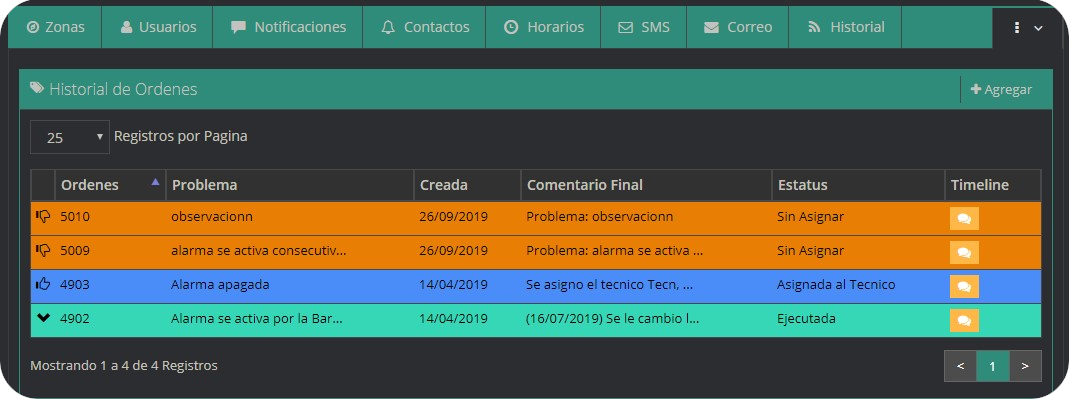 Zonas Usuarios Notificaciones Contactos Horarios SMS Correo Historial
Historial de Ordenes Agregar
25 Registros por Pagina
Ordenes Problema Creada Comentario Final Estatus Timeline
5010 observacionn 26/09/2019 Problema: observacionn Sin Asignar
5009 alarma se activa consecutiv... 26/09/2019 Problema: alarma se activa ... Sin Asignar
4903 Alarma apagada 14/04/2019 Se asigno el tecnico Tecn, ... Asignada al Tecnico
4902 Alarma se activa por la Bar... 14/04/2019 (16/07/2019) Se le cambio l... Ejecutada
Mostrando 1 a 4 de 4 Registros < 1 >